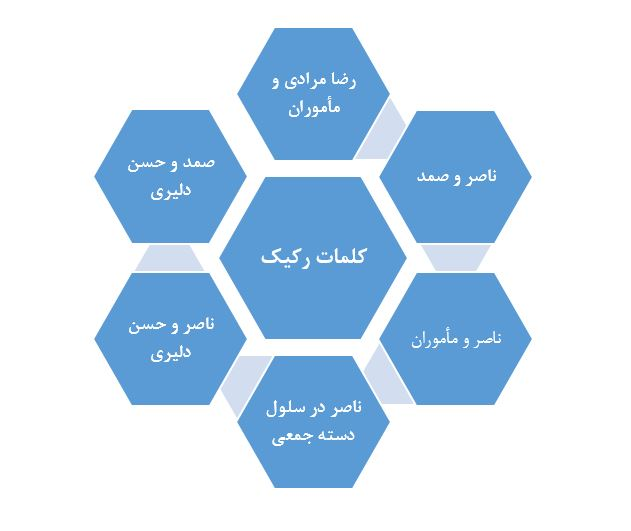 رضا مرادی و
مأموران
ناصر و صمد
ناصر و مأموران
ناصر در سلول
دسته جمعی
ناصر و حسن
دلیری
صمد و حسن
دلیری
کلمات رکیک